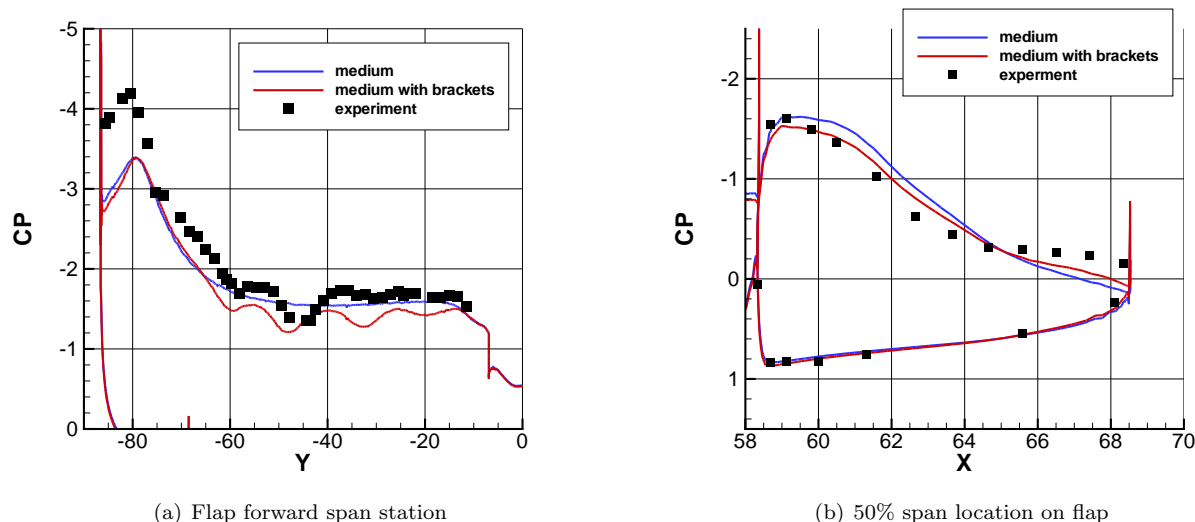 -5
-4
-3
-2
-1
0
CP
-80
-60
-40
-20
0
Y
medium
medium with brackets
experiment
(a) Flap forward span station
-2
-1
0
1
CP
58
60
62
64
66
68
70
X
medium
medium with brackets
experment
(b) 50% span location on flap